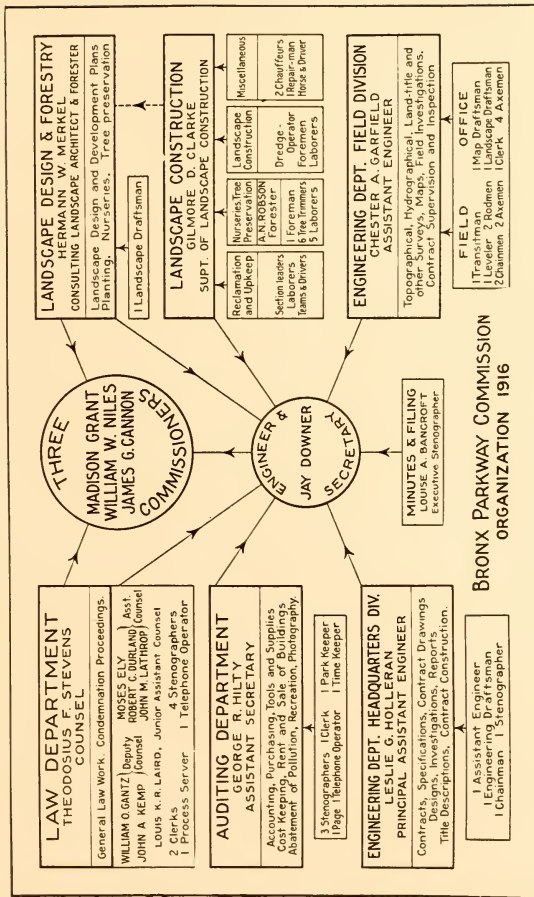 LAW DEPARTMENT
THEODOSIUS F. STEVENS
COUNSEL
General Law Work. Condemnation Proceedings.
WILLIAM O. GANTZ } Deputy
JOHN A KEMP } Counsel
MOSES ELY
ROBERT C. DURLAND
JOHN M. LATHROP } Asst. Counsel
LOUIS K. R. LAIRD, Junior Assistant Counsel
2 Clerks 4 Stenographers
1 Process Server 1 Telephone Operator
THREE
MADISON GRANT
WILLIAM W. NILES
JAMES G. CANNON
COMMISSIONERS
LANDSCAPE DESIGN & FORESTRY
HERMANN W. MERKEL
CONSULTING LANDSCAPE ARCHITECT & FORESTER
Landscape Design and Development Plans
Planting. Nurseries. Tree preservation
1 Landscape Draftsman
AUDITING DEPARTMENT
GEORGE R. HILTY
ASSISTANT SECRETARY
Accounting, Purchasing, Tools and Supplies
Cost Keeping, Rent and Sale of Buildings
Abatement of Pollution, Recreation, Photography.
3 Stenographers 1 Clerk 1 Park Keeper
1 Page 1 Telephone Operator 1 Time Keeper
ENGINEER &
JAY DOWNER
SECRETARY
LANDSCAPE CONSTRUCTION
GILMORE D. CLARKE
SUPT. OF LANDSCAPE CONSTRUCTION
Reclamation
and Upkeep
Section leaders
Laborers
Teams & Drivers
Nurseries, Tree
Preservation
A. N. ROBSON
Forester
1 Foreman
6 Tree Trimmers
5 Laborers
Landscape
Construction
Dredge-
Operator
Foremen
Laborers
Miscellaneous
2 Chauffeurs
1 Repair-man
Horse & Driver
ENGINEERING DEPT. HEADQUARTERS DIV.
LESLIE G. HOLLERAN
PRINCIPAL ASSISTANT ENGINEER
Contracts, Specifications, Contract Drawings
Designs, Investigations, Reports
Title Descriptions, Contract Construction.
1 Assistant Engineer
1 Engineering Draftsman
1 Chainman 1 Stenographer
MINUTES & FILING
LOUISE A. BANCROFT
Executive Stenographer
ENGINEERING DEPT. FIELD DIVISION
CHESTER A. GARFIELD
ASSISTANT ENGINEER
Topographical, Hydrographical, Land-title and
other Surveys, Maps, Field Investigations.
Contract Supervision and Inspection
FIELD
1 Transitman
1 Leveler 2 Rodmen
2 Chainmen 2 Axemen
OFFICE
1 Map Draftsman
1 Landscape Draftsman
1 Clerk 4 Axemen
BRONX PARKWAY COMMISSION
ORGANIZATION 1916